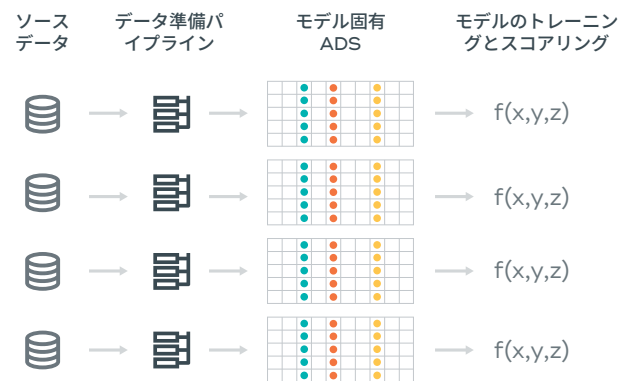 ソース
データ
データ準備パ
イプライン
モデル固有
ADS
モデルのトレーニン
グとスコアリング
f(x,y,z)
f(x,y,z)
f(x,y,z)
f(x,y,z)